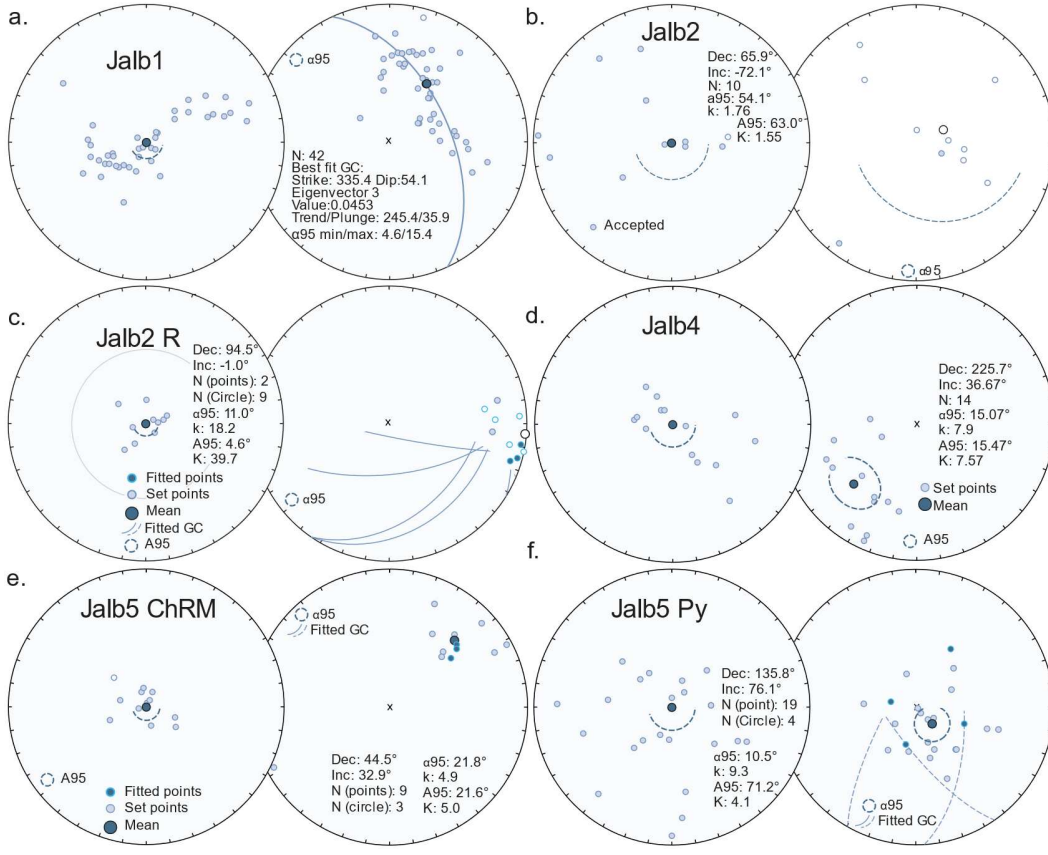 a.
Jalb1
α95
x
N: 42
Best fit GC:
Strike: 335.4 Dip:54.1
Eigenvector 3
Value:0.0453
Trend/Plunge: 245.4/35.9
α95 min/max: 4.6/15.4
b.
Jalb2
Dec: 65.9°
Inc: -72.1°
N: 10
a95: 54.1°
k: 1.76
A95: 63.0°
K: 1.55
Accepted
α95
c.
Jalb2 R
Dec: 94.5°
Inc: -1.0°
N (points): 2
N (Circle): 9
α95: 11.0°
k: 18.2
A95: 4.6°
K: 39.7
Fitted points
Set points
Mean
Fitted GC
A95
x
α95
d.
Jalb4
Dec: 225.7°
Inc: 36.67°
N: 14
α95: 15.07°
k: 7.9
A95: 15.47°
K: 7.57
x
Set points
Mean
A95
e.
Jalb5 ChRM
A95
Fitted points
Set points
Mean
α95
Fitted GC
x
Dec: 44.5°
Inc: 32.9°
N (points): 9
N (circle): 3
α95: 21.8°
k: 4.9
A95: 21.6°
K: 5.0
f.
Jalb5 Py
Dec: 135.8°
Inc: 76.1°
N (point): 19
N (Circle): 4
α95: 10.5°
k: 9.3
A95: 71.2°
K: 4.1
α95
Fitted GC